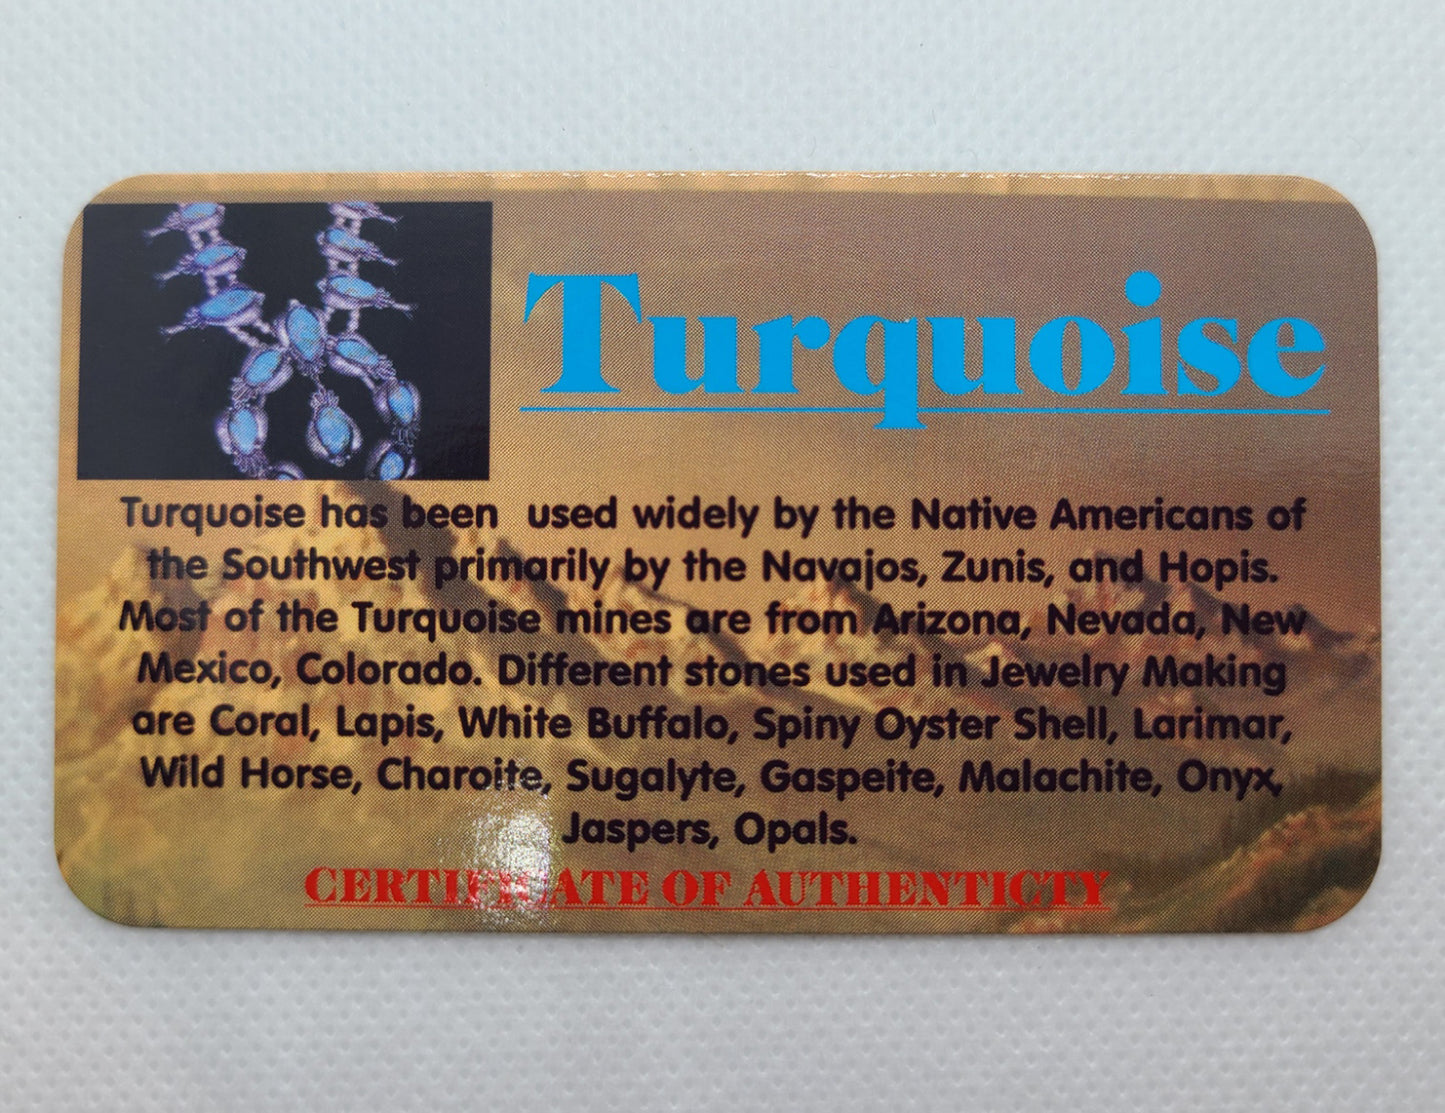 Turquoise
Turquoise has been used widely by the Native Americans of
the Southwest primarily by the Navajos, Zunis, and Hopis.
Most of the Turquoise mines are from Arizona, Nevada, New
Mexico, Colorado. Different stones used in Jewelry Making
are Coral, Lapis, White Buffalo, Spiny Oyster Shell, Larimar,
Wild Horse, Charoite, Sugalyte, Gaspeite, Malachite, Onyx,
Jaspers, Opals.
CERTIFICATE OF AUTHENTICTY